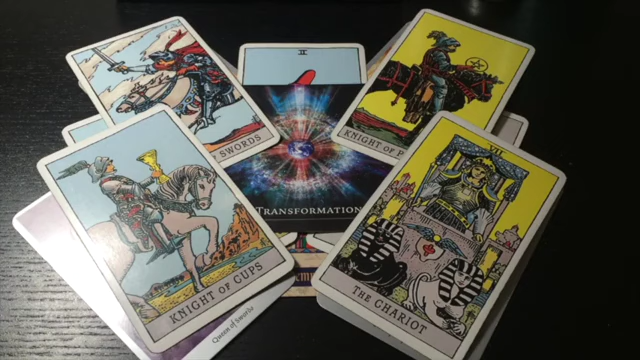 II
SWORDS
KNIGHT OF P
VII
TRANSFORMATION
KNIGHT OF CUPS
THE CHARIOT
Queen of Swords